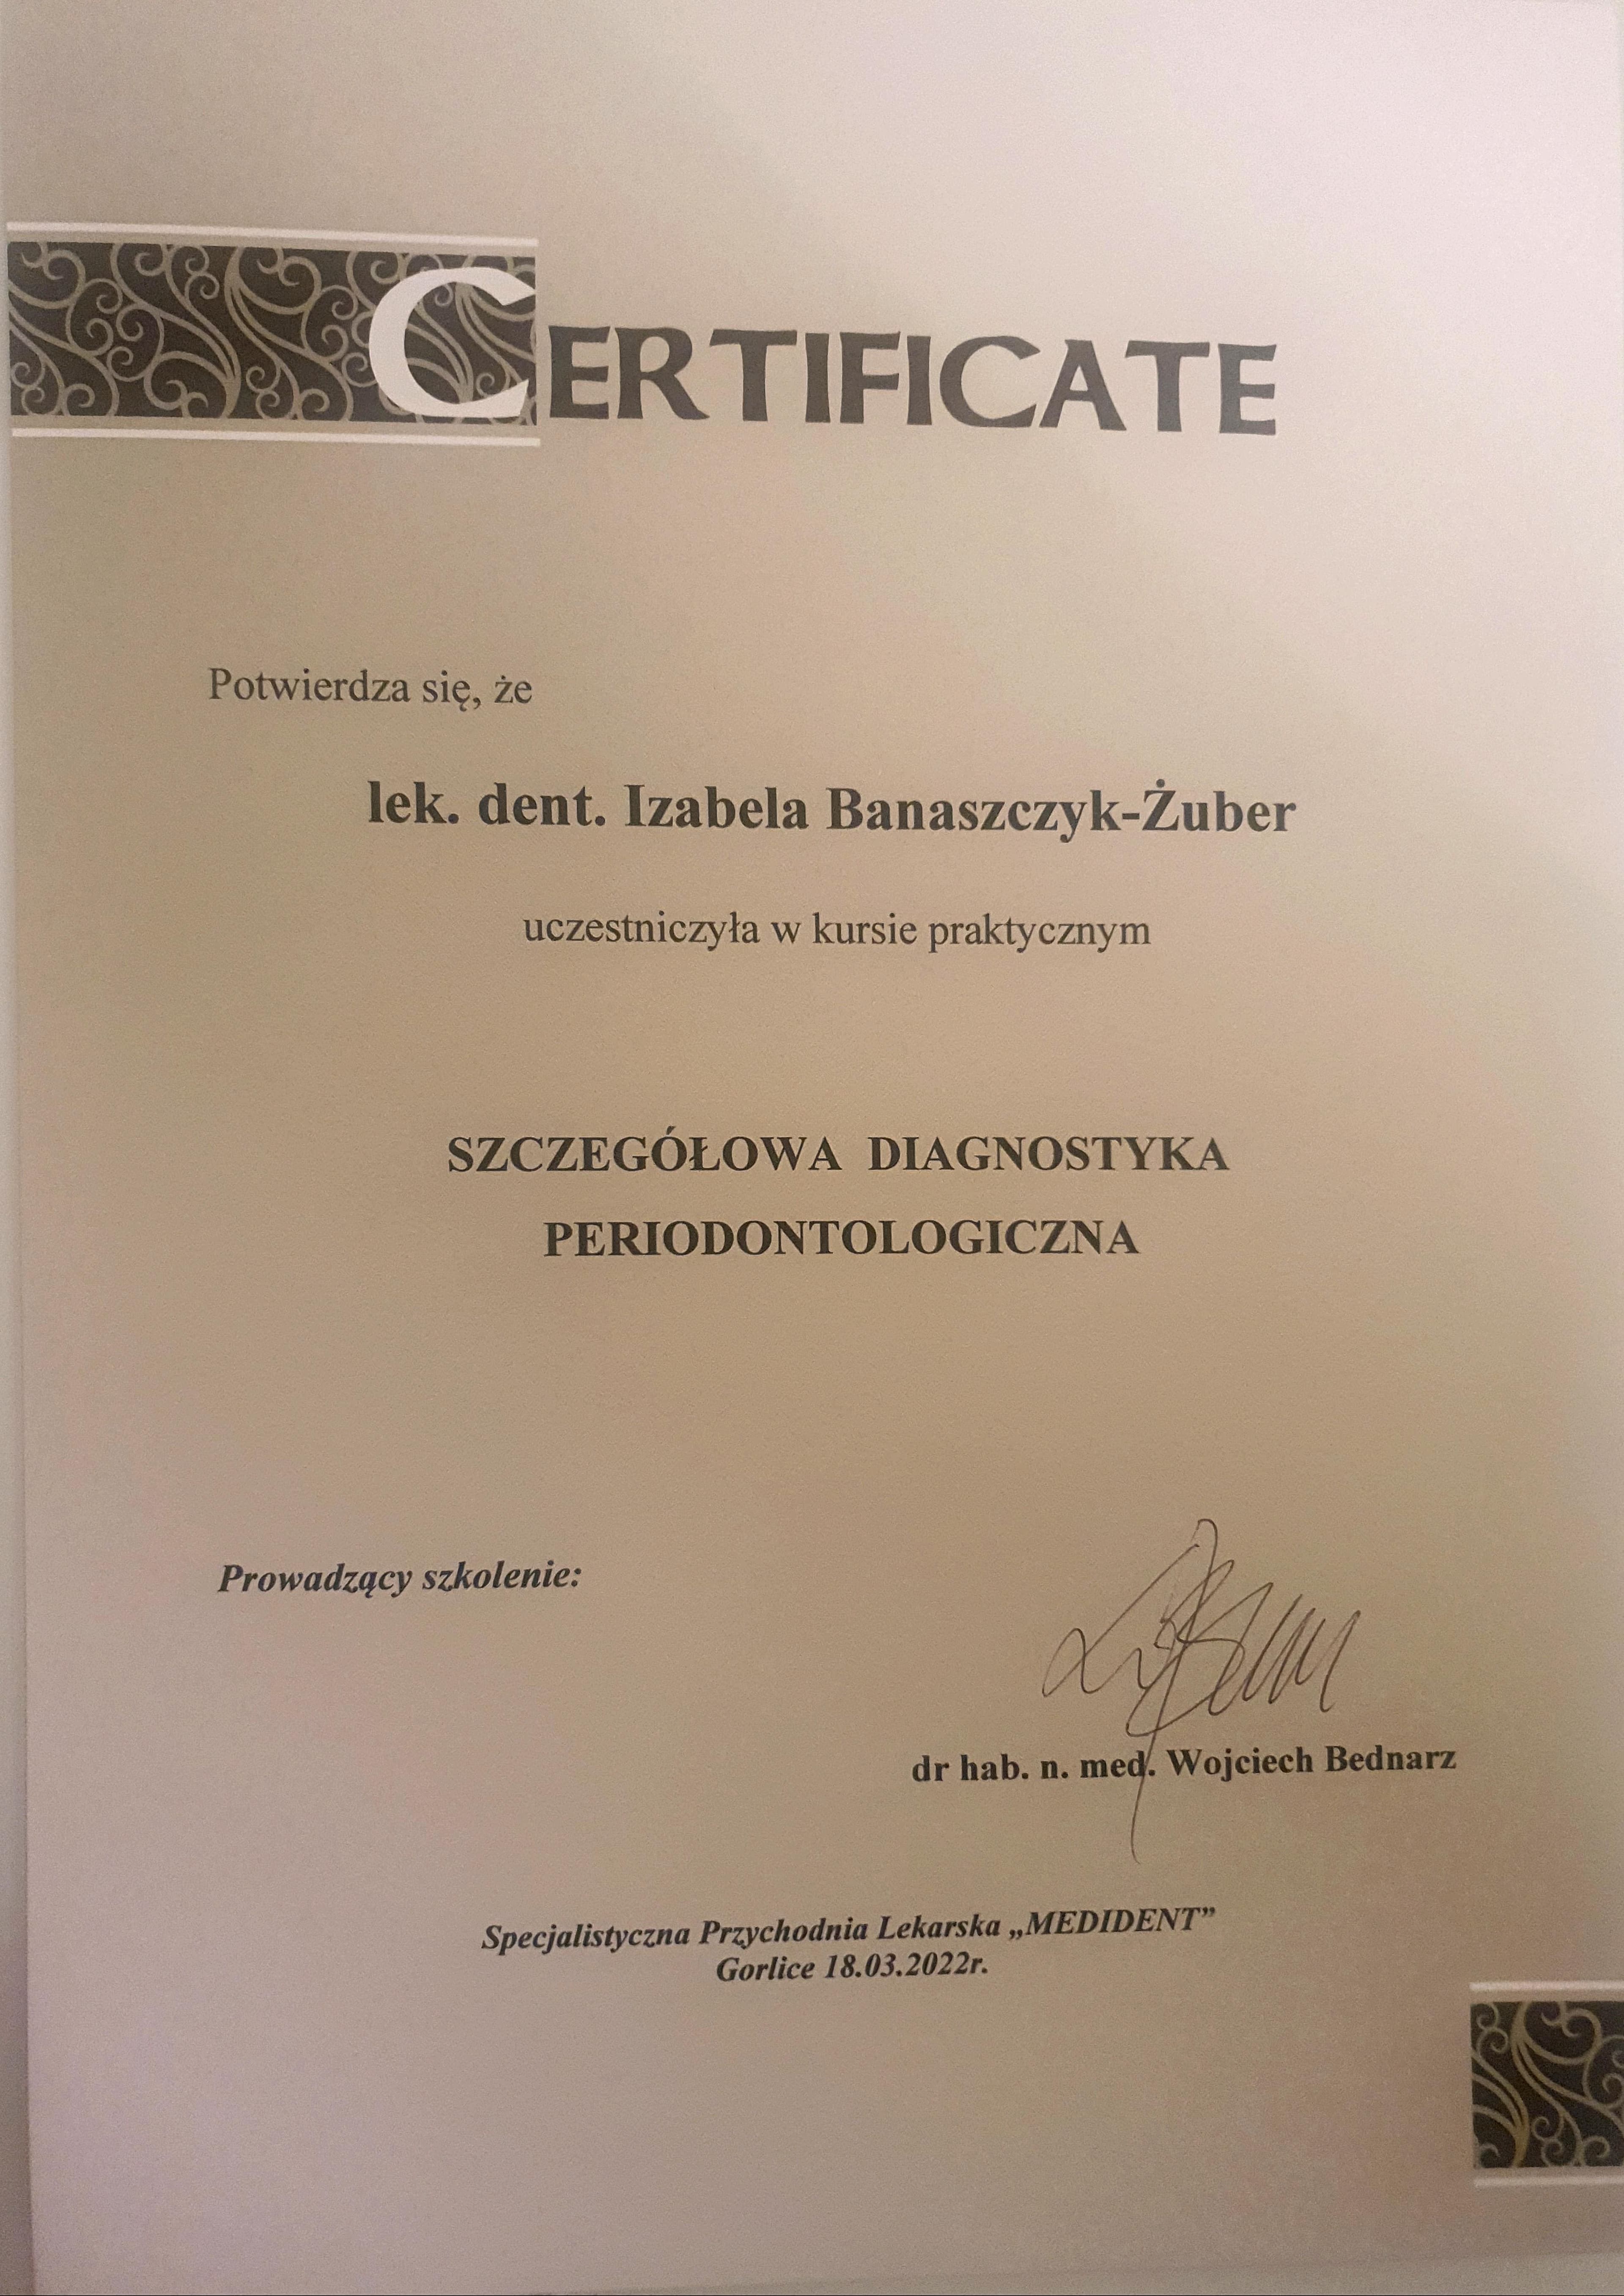 CERTIFICATE
Potwierdza się, że
lek. dent. Izabela Banaszczyk-Żuber
uczestniczyła w kursie praktycznym
SZCZEGÓŁOWA DIAGNOSTYKA
PERIODONTOLOGICZNA
Prowadzący szkolenie:
dr hab. n. med. Wojciech Bednarz
Specjalistyczna Przychodnia Lekarska „MEDIDENT”
Gorlice 18.03.2022r.